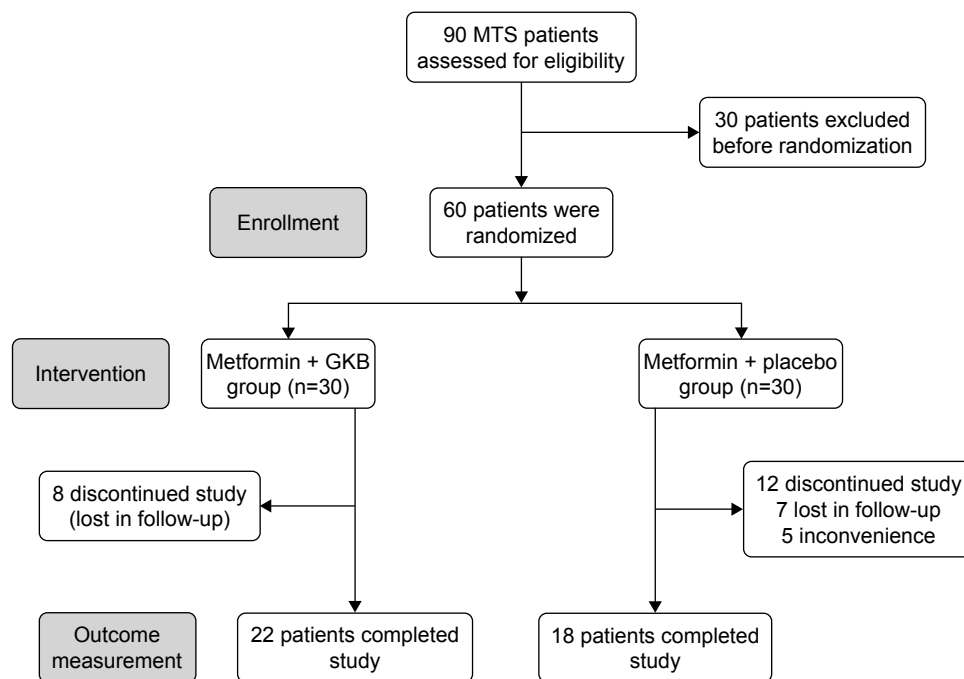 90 MTS patients
assessed for eligibility
30 patients excluded
before randomization
Enrollment
60 patients were
randomized
Intervention
Metformin + GKB
group (n=30)
Metformin + placebo
group (n=30)
8 discontinued study
(lost in follow-up)
12 discontinued study
7 lost in follow-up
5 inconvenience
Outcome
measurement
22 patients completed
study
18 patients completed
study